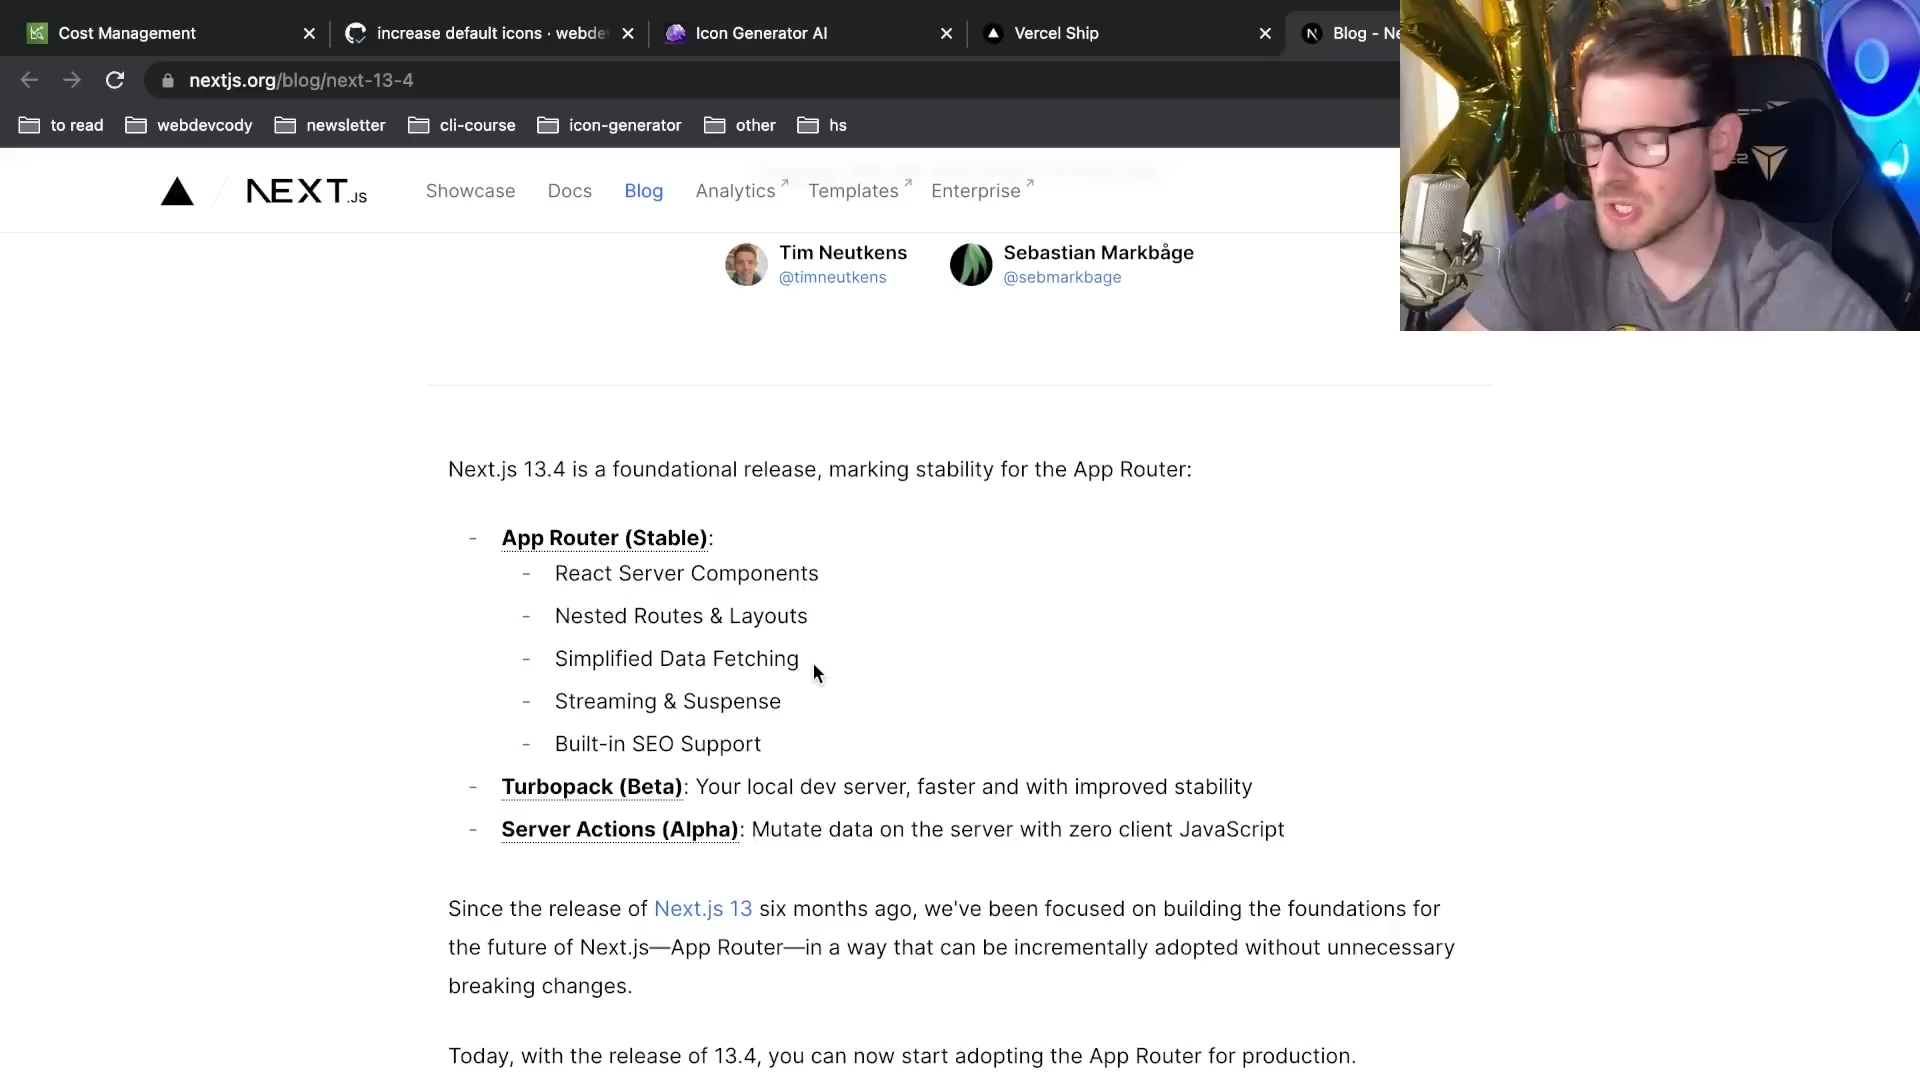 Cost Management
increase default icons · webde
Icon Generator AI
Vercel Ship
Blog - Ne
nextjs.org/blog/next-13-4
to read
webdevcody
newsletter
cli-course
icon-generator
other
hs
NEXT.JS
Showcase
Docs
Blog
Analytics
Templates
Enterprise
Tim Neutkens
@timneutkens
Sebastian Markbåge
@sebmarkbage
Next.js 13.4 is a foundational release, marking stability for the App Router:
- App Router (Stable):
- React Server Components
- Nested Routes & Layouts
- Simplified Data Fetching
- Streaming & Suspense
- Built-in SEO Support
- Turbopack (Beta): Your local dev server, faster and with improved stability
- Server Actions (Alpha): Mutate data on the server with zero client JavaScript
Since the release of Next.js 13 six months ago, we've been focused on building the foundations for
the future of Next.js—App Router—in a way that can be incrementally adopted without unnecessary
breaking changes.
Today, with the release of 13.4, you can now start adopting the App Router for production.